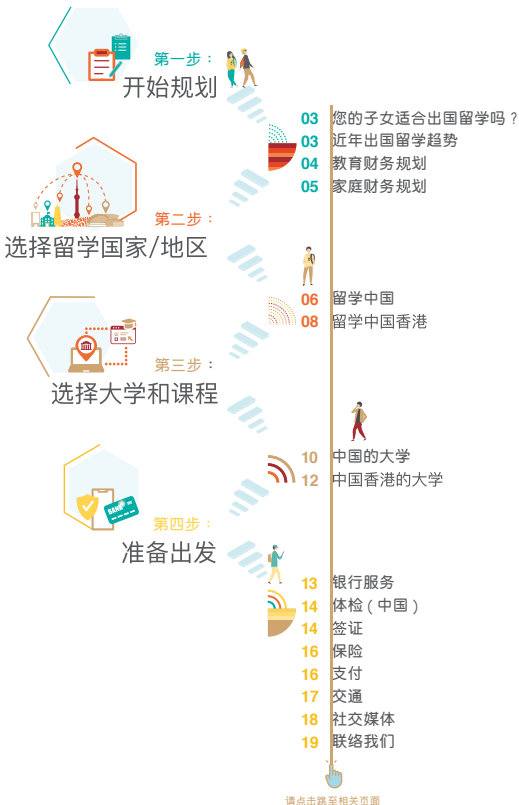 第一步：
开始规划
03 您的子女适合出国留学吗？
03 近年出国留学趋势
04 教育财务规划
05 家庭财务规划
第二步：
选择留学国家/地区
06 留学中国
08 留学中国香港
第三步：
选择大学和课程
10 中国的大学
12 中国香港的大学
BANK
第四步：
准备出发
13 银行服务
14 体检（中国）
14 签证
16 保险
16 支付
17 交通
18 社交媒体
19 联络我们
请点击跳至相关页面